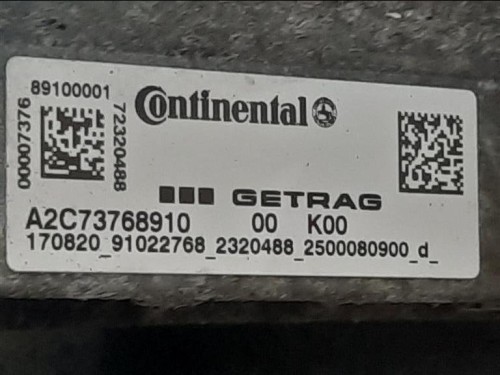 89100001
00007376
72320488
Continental
GETRAG
A2C73768910 00 K00
170820_91022768_2320488_2500080900_d_